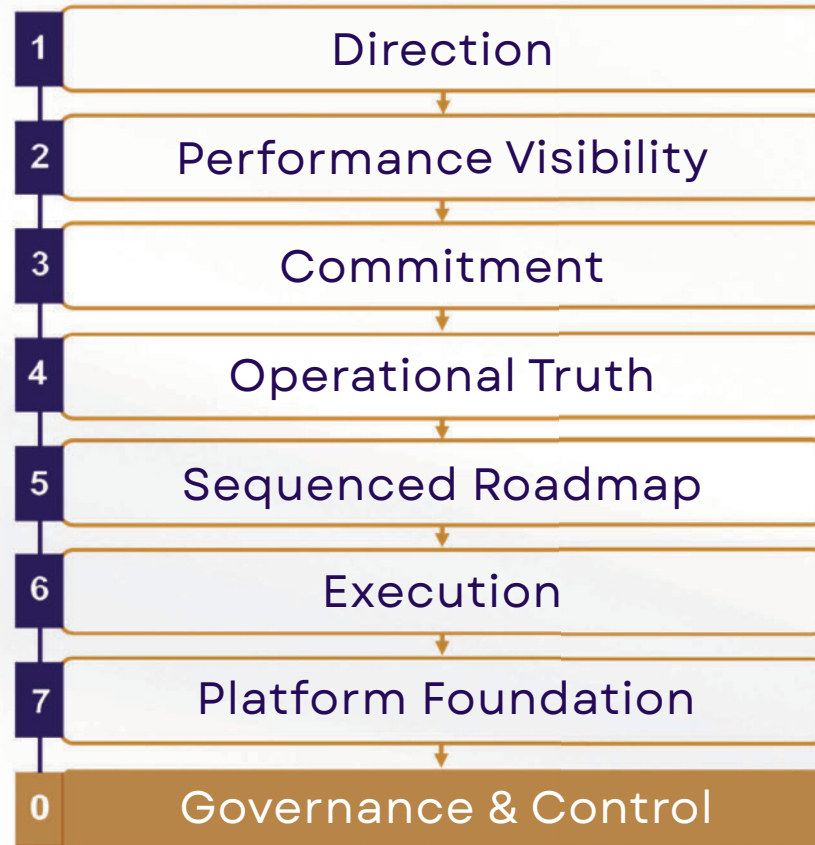 1 Direction
2 Performance Visibility
3 Commitment
4 Operational Truth
5 Sequenced Roadmap
6 Execution
7 Platform Foundation
0 Governance & Control